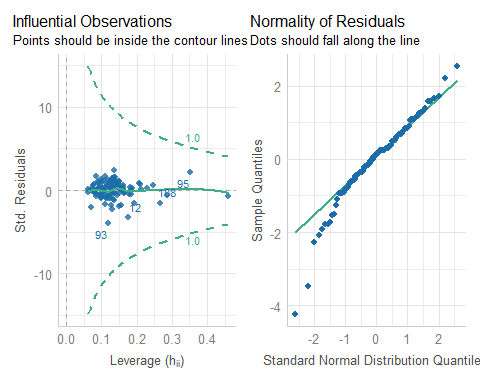 Influential Observations
Points should be inside the contour lines
Std. Residuals
10
0
-10
1.0
95
12
93
1.0
0.0 0.1 0.2 0.3 0.4
Leverage (hii)
Normality of Residuals
Dots should fall along the line
Sample Quantiles
2
0
-2
-4
-2 -1 0 1 2
Standard Normal Distribution Quantile